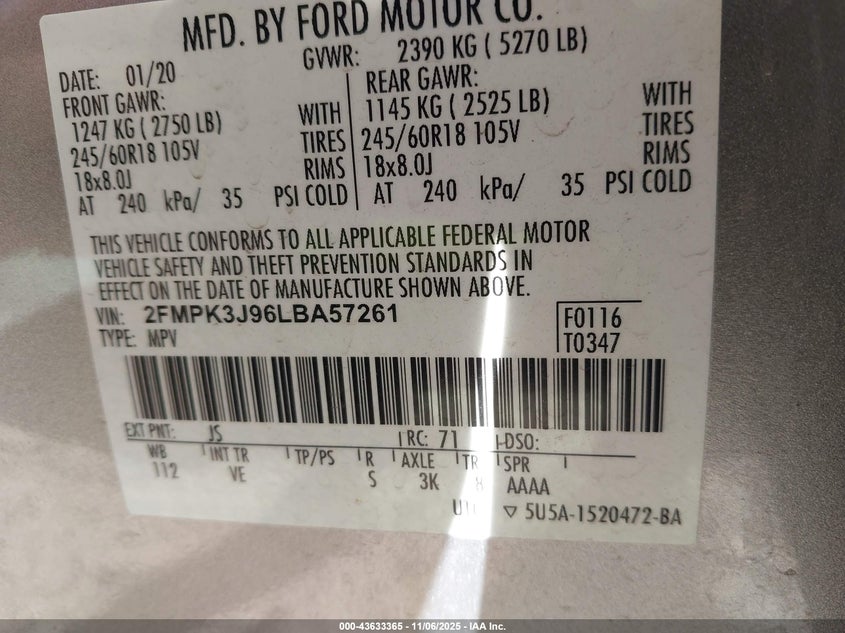 MFD. BY FORD MOTOR CO.
DATE: 01/20 GVWR: 2390 KG ( 5270 LB)
FRONT GAWR: REAR GAWR:
1247 KG ( 2750 LB) WITH 1145 KG ( 2525 LB) WITH
245/60R18 105V TIRES 245/60R18 105V TIRES
18x8.0J RIMS 18x8.0J RIMS
AT 240 kPa/ 35 PSI COLD AT 240 kPa/ 35 PSI COLD
THIS VEHICLE CONFORMS TO ALL APPLICABLE FEDERAL MOTOR
VEHICLE SAFETY AND THEFT PREVENTION STANDARDS IN
EFFECT ON THE DATE OF MANUFACTURE SHOWN ABOVE.
VIN: 2FMPK3J96LBA57261 F0116
TYPE: MPV T0347
EXT PNT: JS RC: 71 DSO:
WB INT TR TP/PS R AXLE TR SPR
112 VE S 3K 8 AAAA
▽ 5U5A-1520472-BA
000-43633365 - 11/06/2025 - IAA Inc.